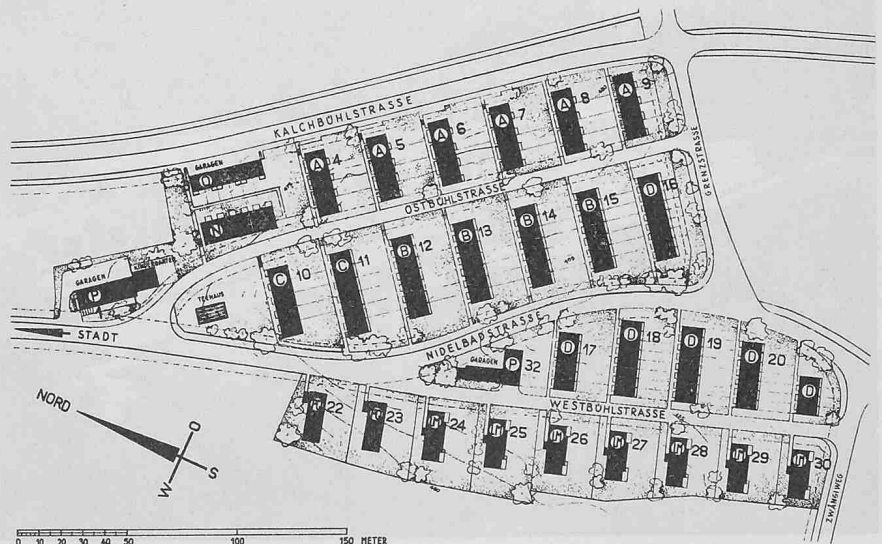 KALCHBÜHLSTRASSE
GARAGEN
O
N
A 4
A 5
A 6
A 7
A 8
A 9
OSTBÜHLSTRASSE
GRENZSTRASSE
GARAGEN
KINDERGARTEN
P
TEEHAUS
C 10
C 11
B 12
B 13
B 14
B 15
D 16
STADT
NIDELBADSTRASSE
GARAGEN
P 32
D 17
D 18
D 19
D 20
D
WESTBÜHLSTRASSE
22
23
24
25
26
27
28
29
30
ZWÄNGIWEG
NORD
O
S
W
0 10 20 30 40 50 100 150 METER